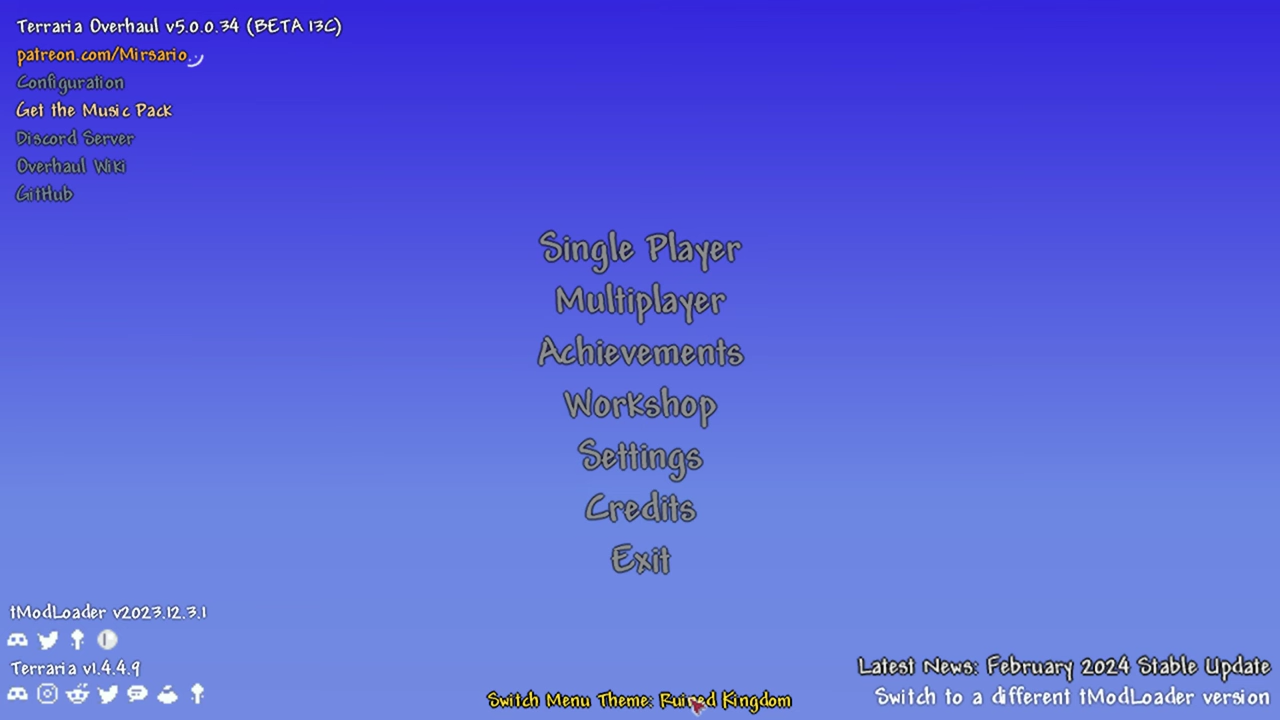 Terraria Overhaul v5.0.0.34 (BETA 13C)
patreon.com/Mirsario
Configuration
Get the Music Pack
Discord Server
Overhaul Wiki
GitHub
Single Player
Multiplayer
Achievements
Workshop
Settings
Credits
Exit
tModLoader v2023.12.3.1
Terraria v1.4.4.9
Latest News: February 2024 Stable Update
Switch to a different tModLoader version
Switch Menu Theme: Ruined Kingdom